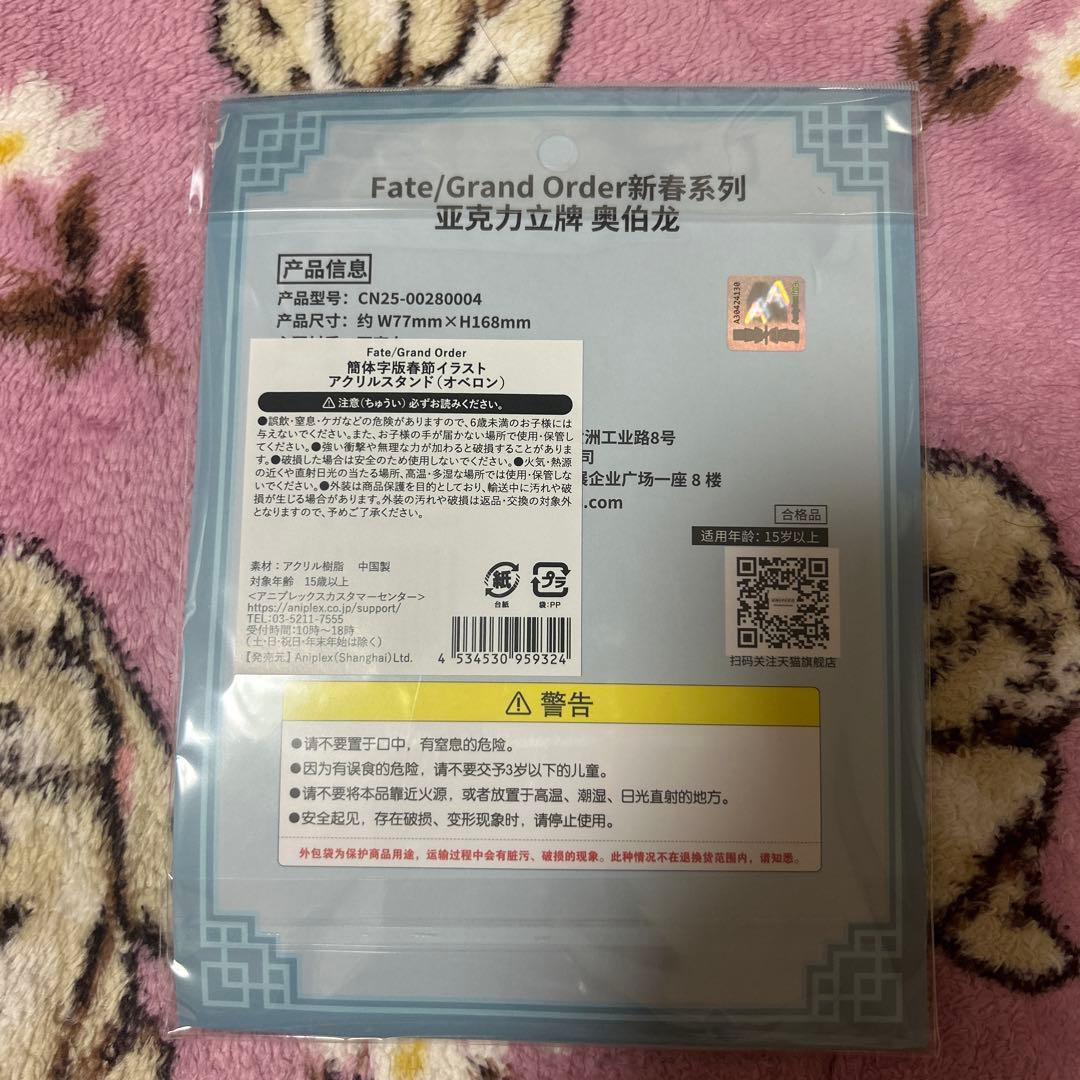 Fate/Grand Order新春系列
亚克力立牌 奥伯龙
产品信息
产品型号：CN25-00280004
产品尺寸：约 W77mm×H168mm
A30424130
Fate/Grand Order
簡体字版春節イラスト
アクリルスタンド（オベロン）
⚠注意（ちゅうい）必ずお読みください。
●誤飲・窒息・ケガなどの危険がありますので、6歳未満のお子様には
与えないでください。また、お子様の手が届かない場所で使用・保管し
てください。●強い衝撃や無理な力が加わると破損することがありま
す。●破損した場合は安全のため使用しないでください。●火気・熱源
の近くや直射日光の当たる場所、高温・多湿な場所では使用・保管しな
いでください。●外装は商品保護を目的としており、輸送中に汚れや破
損が生じる場合があります。外装の汚れや破損は返品・交換の対象外
となりますので、予めご了承ください。
素材：アクリル樹脂 中国製
対象年齢 15歳以上
<アニプレックスカスタマーセンター>
https://aniplex.co.jp/support/
TEL:03-5211-7555
受付時間：10時～18時
（土・日・祝日・年末年始は除く）
【発売元】Aniplex（Shanghai）Ltd.
紙
台紙
プラ
袋：PP
4 534530 959324
洲工业路8号
司
企业广场一座 8 楼
.com
合格品
适用年龄：15岁以上
扫码关注天猫旗舰店
⚠ 警告
●请不要置于口中，有窒息的危险。
●因为有误食的危险，请不要交予3岁以下的儿童。
●请不要将本品靠近火源，或者放置于高温、潮湿、日光直射的地方。
●安全起见，存在破损、变形现象时，请停止使用。
外包袋为保护商品用途，运输过程中会有脏污、破损的现象。此种情况不在退换货范围内，请知悉。